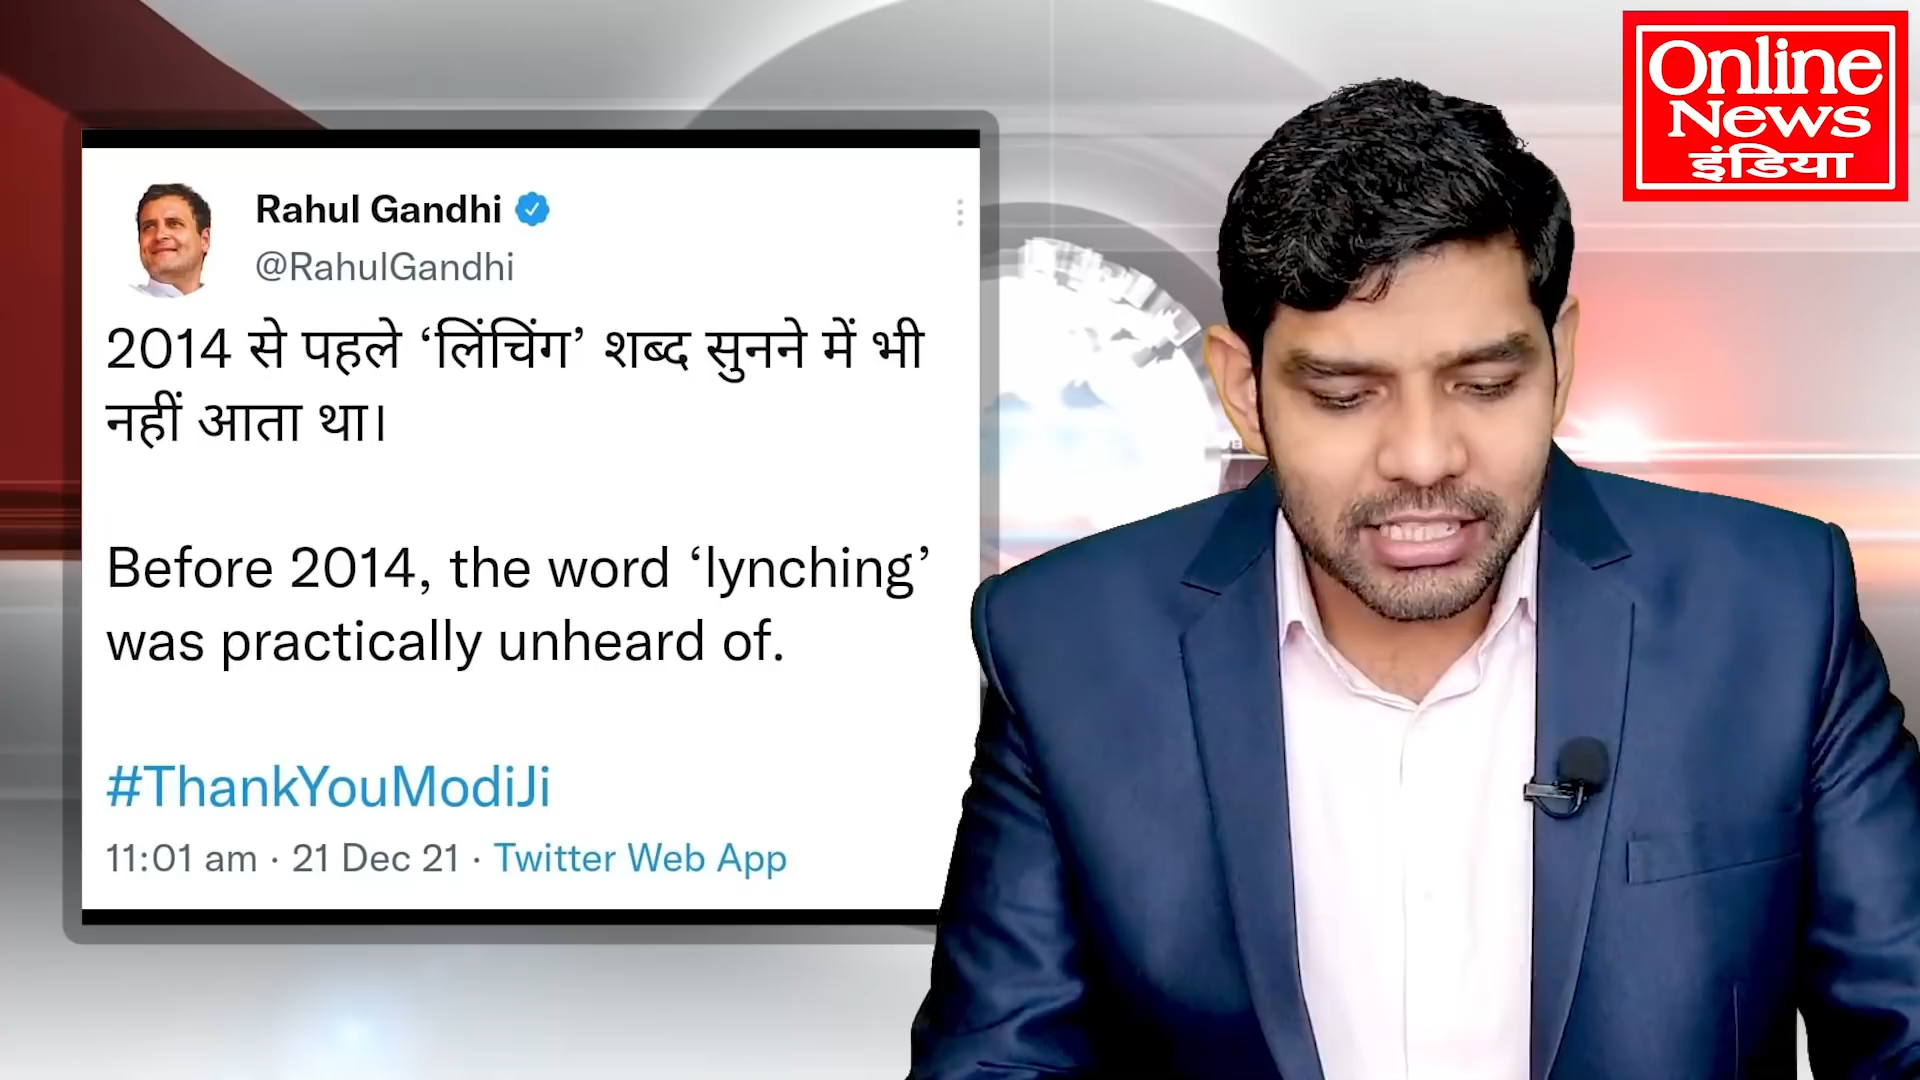 Online
News
इंडिया
Rahul Gandhi
@RahulGandhi
2014 से पहले ‘लिंचिंग’ शब्द सुनने में भी
नहीं आता था।
Before 2014, the word ‘lynching’
was practically unheard of.
#ThankYouModiJi
11:01 am · 21 Dec 21 · Twitter Web App